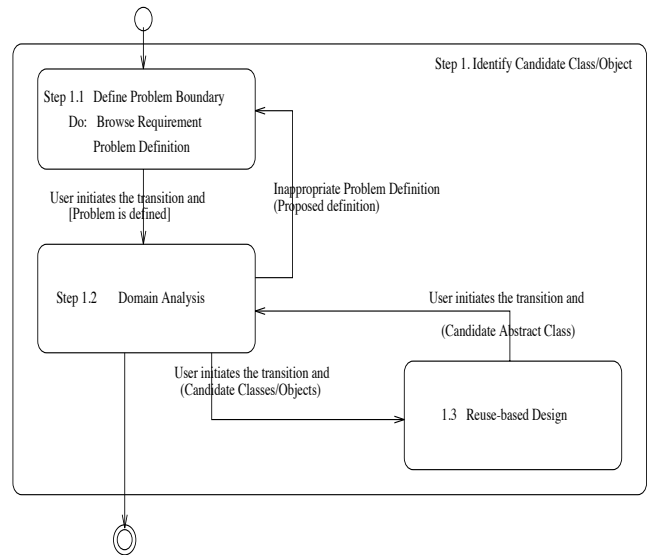 Step 1. Identify Candidate Class/Object
Step 1.1 Define Problem Boundary
Do: Browse Requirement
Problem Definition
User initiates the transition and
[Problem is defined]
Inappropriate Problem Definition
(Proposed definition)
Step 1.2 Domain Analysis
User initiates the transition and
(Candidate Abstract Class)
User initiates the transition and
(Candidate Classes/Objects)
1.3 Reuse-based Design